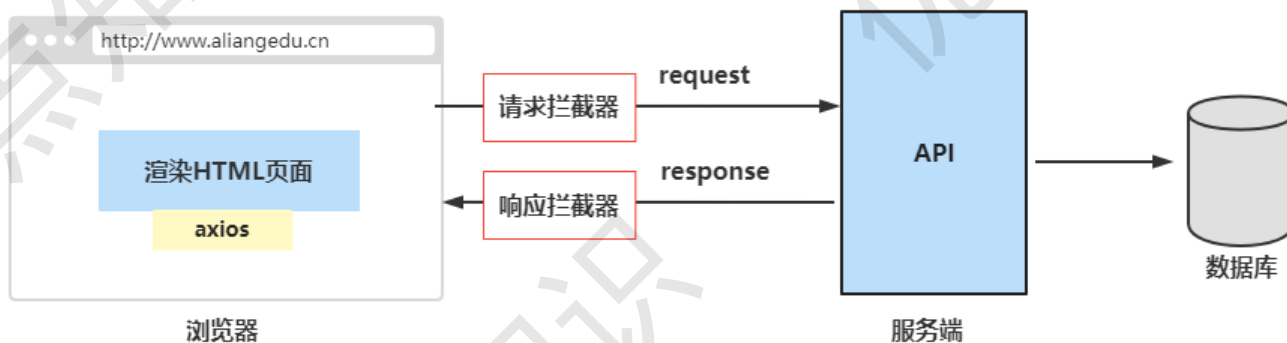 http://www.aliangedu.cn
渲染HTML页面
axios
请求拦截器
request
响应拦截器
response
API
数据库
浏览器
服务端